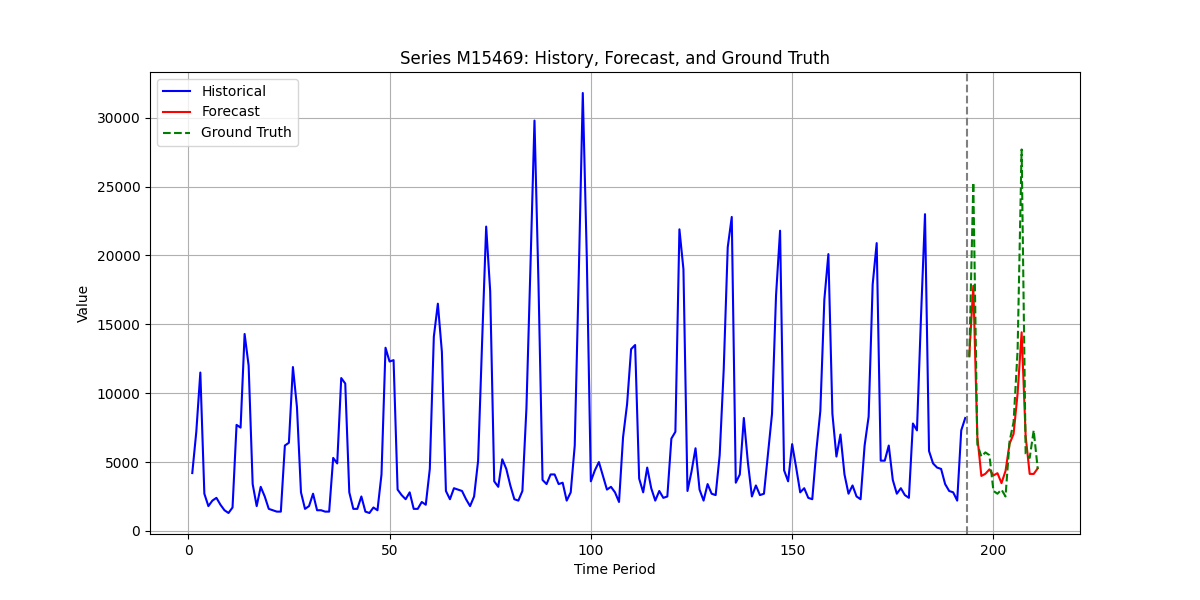 Series M15469: History, Forecast, and Ground Truth
Historical
Forecast
Ground Truth
30000
25000
20000
15000
10000
5000
0
Value
0 50 100 150 200
Time Period